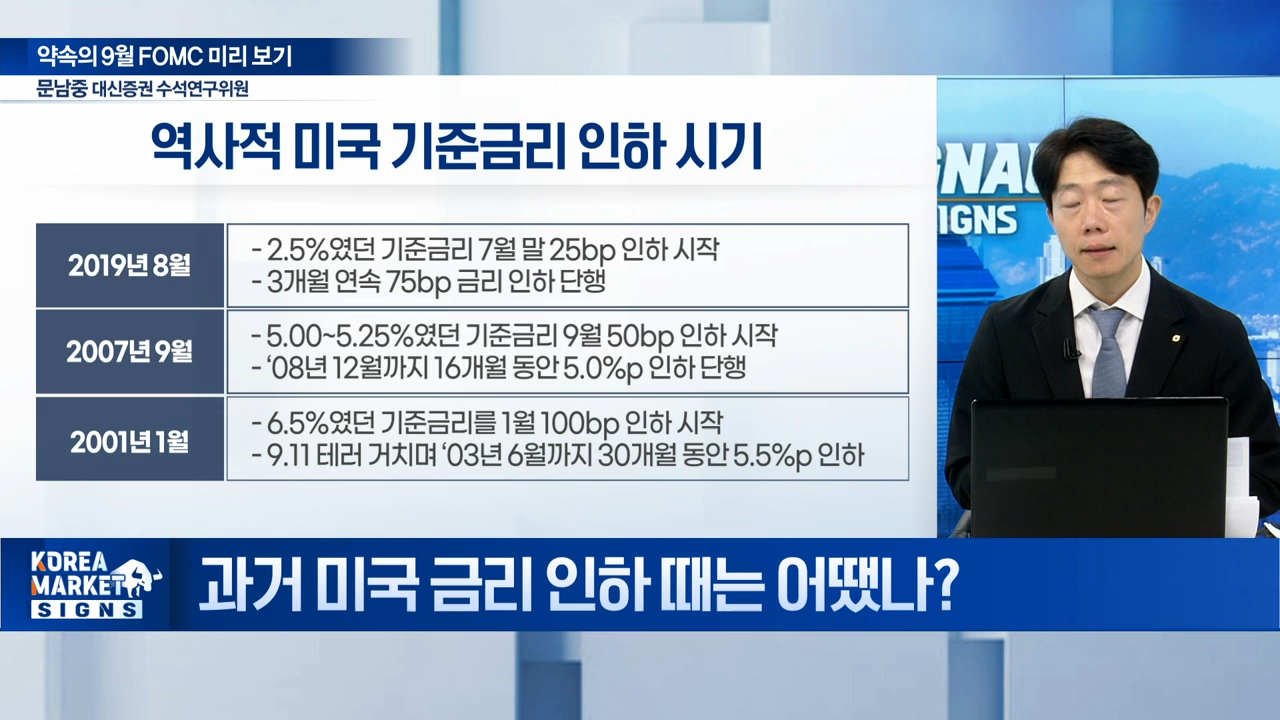 약속의 9월 FOMC 미리 보기
문남중 대신증권 수석연구위원
역사적 미국 기준금리 인하 시기
2019년 8월
- 2.5%였던 기준금리 7월 말 25bp 인하 시작
- 3개월 연속 75bp 금리 인하 단행
2007년 9월
- 5.00~5.25%였던 기준금리 9월 50bp 인하 시작
- ‘08년 12월까지 16개월 동안 5.0%p 인하 단행
2001년 1월
- 6.5%였던 기준금리를 1월 100bp 인하 시작
- 9.11 테러 거치며 ‘03년 6월까지 30개월 동안 5.5%p 인하
SIGNS
KOREA
MARKET
SIGNS
과거 미국 금리 인하 때는 어땠나?